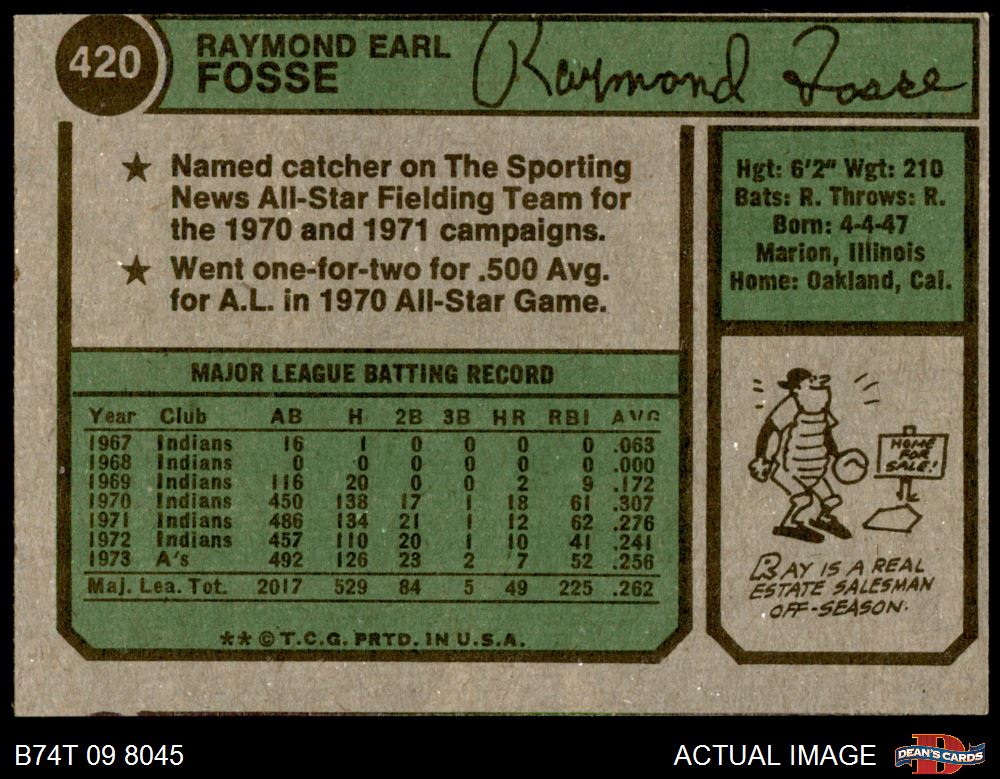 420
RAYMOND EARL
FOSSE
Raymond Fosse
★ Named catcher on The Sporting
News All-Star Fielding Team for
the 1970 and 1971 campaigns.
★ Went one-for-two for .500 Avg.
for A.L. in 1970 All-Star Game.
Hgt: 6'2" Wgt: 210
Bats: R. Throws: R.
Born: 4-4-47
Marion, Illinois
Home: Oakland, Cal.
MAJOR LEAGUE BATTING RECORD
Year Club AB H 2B 3B HR RBI AVG
1967 Indians 16 1 0 0 0 0 .063
1968 Indians 0 0 0 0 0 0 .000
1969 Indians 116 20 0 0 2 9 .172
1970 Indians 450 138 17 1 18 61 .307
1971 Indians 486 134 21 1 12 62 .276
1972 Indians 457 110 20 1 10 41 .241
1973 A's 492 126 23 2 7 52 .256
Maj. Lea. Tot. 2017 529 84 5 49 225 .262
** © T.C.G. PRTD. IN U.S.A.
HOME
FOR
SALE!
RAY IS A REAL
ESTATE SALESMAN
OFF-SEASON.
B74T 09 8045
ACTUAL IMAGE
DEAN'S CARDS